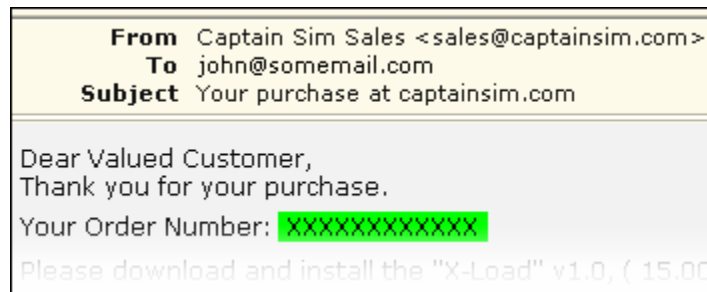 From Captain Sim Sales <sales@captainsim.com>
To john@somemail.com
Subject Your purchase at captainsim.com
Dear Valued Customer,
Thank you for your purchase.
Your Order Number: XXXXXXXXXXXX
Please download and install the "X-Load" v1.0, ( 15.00